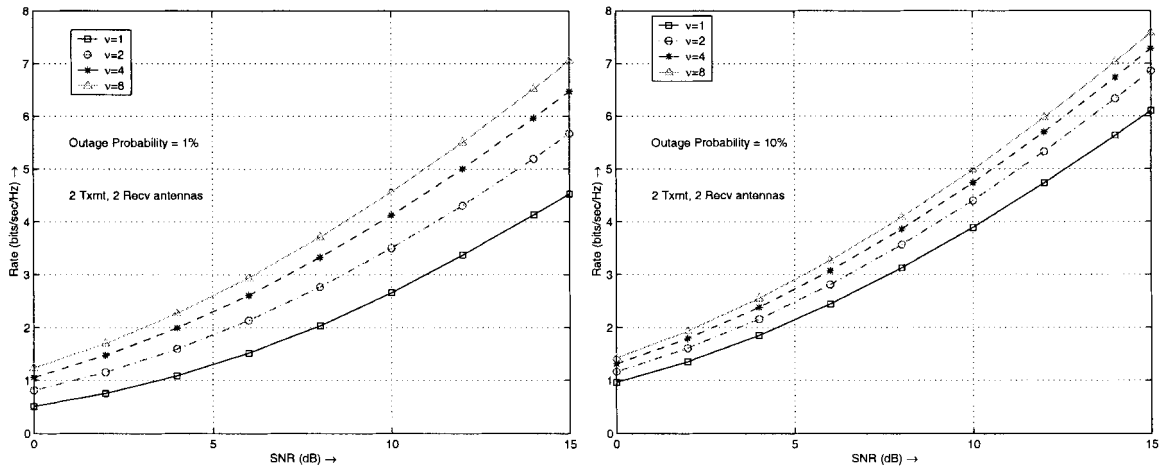 8
7
6
5
4
3
2
1
0
Rate (bits/sec/Hz) →
v=1
v=2
v=4
v=8
Outage Probability = 1%
2 Txmt, 2 Recv antennas
0 5 10 15
SNR (dB) →
8
7
6
5
4
3
2
1
0
Rate (bits/sec/Hz) →
v=1
v=2
v=4
v=8
Outage Probability = 10%
2 Txmt, 2 Recv antennas
0 5 10 15
SNR (dB) →